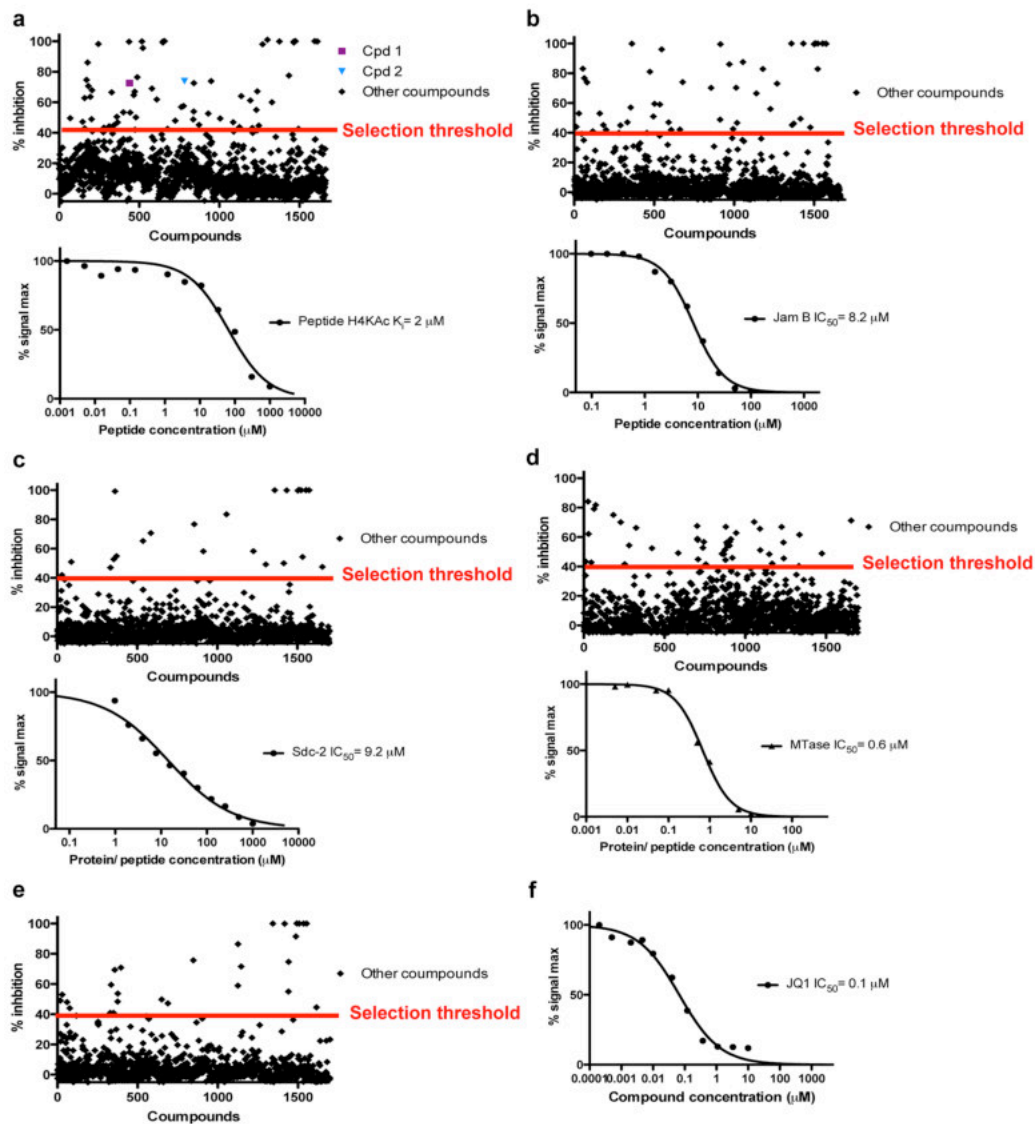 a
% inhbition
100
80
60
40
20
0
0 500 1000 1500
Coumpounds
Cpd 1
Cpd 2
Other coumpounds
Selection threshold
% signal max
100
50
0
0.001 0.01 0.1 1 10 100 1000 10000
Peptide concentration (μM)
Peptide H4KAc Ki= 2 μM
b
% inhbition
100
80
60
40
20
0
0 500 1000 1500
Coumpounds
Other coumpounds
Selection threshold
% signal max
100
50
0
0.1 1 10 100 1000
Peptide concentration (μM)
Jam B IC50= 8.2 μM
c
% inhbition
100
80
60
40
20
0
0 500 1000 1500
Coumpounds
Other coumpounds
Selection threshold
% signal max
100
50
0
0.1 1 10 100 1000 10000
Protein/ peptide concentration (μM)
Sdc-2 IC50= 9.2 μM
d
% inhibition
100
80
60
40
20
0
0 500 1000 1500
Coumpounds
Other coumpounds
Selection threshold
% signal max
100
50
0
0.001 0.01 0.1 1 10 100
Protein/ peptide concentration (μM)
MTase IC50= 0.6 μM
e
% inhibition
100
80
60
40
20
0
0 500 1000 1500
Coumpounds
Other coumpounds
Selection threshold
f
% signal max
100
50
0
0.0001 0.001 0.01 0.1 1 10 100 1000
Compound concentration (μM)
JQ1 IC50= 0.1 μM